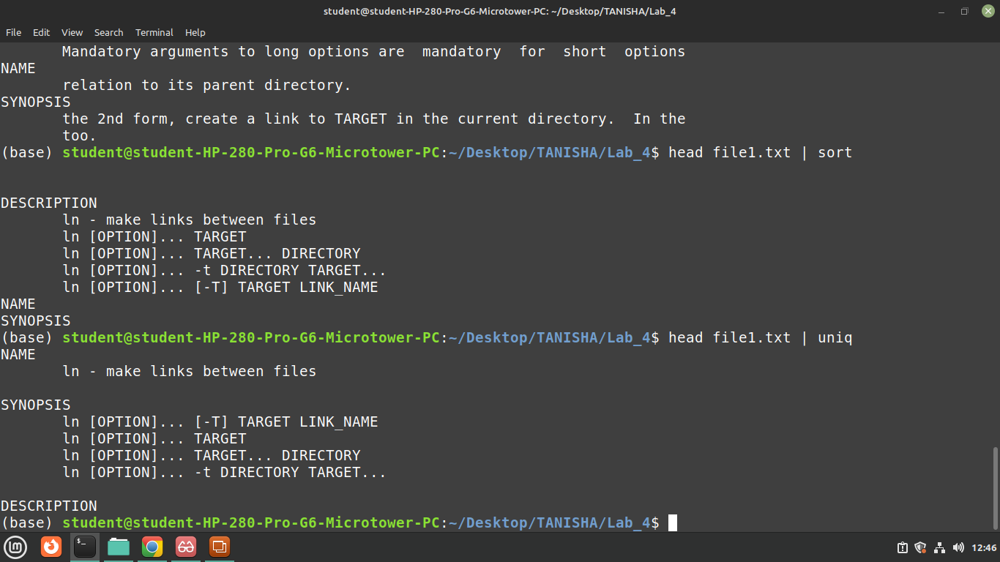 student@student-HP-280-Pro-G6-Microtower-PC: ~/Desktop/TANISHA/Lab_4
File Edit View Search Terminal Help
       Mandatory arguments to long options are  mandatory  for  short  options
NAME
       relation to its parent directory.
SYNOPSIS
       the 2nd form, create a link to TARGET in the current directory.  In the
       too.
(base) student@student-HP-280-Pro-G6-Microtower-PC:~/Desktop/TANISHA/Lab_4$ head file1.txt | sort


DESCRIPTION
       ln - make links between files
       ln [OPTION]... TARGET
       ln [OPTION]... TARGET... DIRECTORY
       ln [OPTION]... -t DIRECTORY TARGET...
       ln [OPTION]... [-T] TARGET LINK_NAME
NAME
SYNOPSIS
(base) student@student-HP-280-Pro-G6-Microtower-PC:~/Desktop/TANISHA/Lab_4$ head file1.txt | uniq
NAME
       ln - make links between files

SYNOPSIS
       ln [OPTION]... [-T] TARGET LINK_NAME
       ln [OPTION]... TARGET
       ln [OPTION]... TARGET... DIRECTORY
       ln [OPTION]... -t DIRECTORY TARGET...

DESCRIPTION
(base) student@student-HP-280-Pro-G6-Microtower-PC:~/Desktop/TANISHA/Lab_4$
12:46